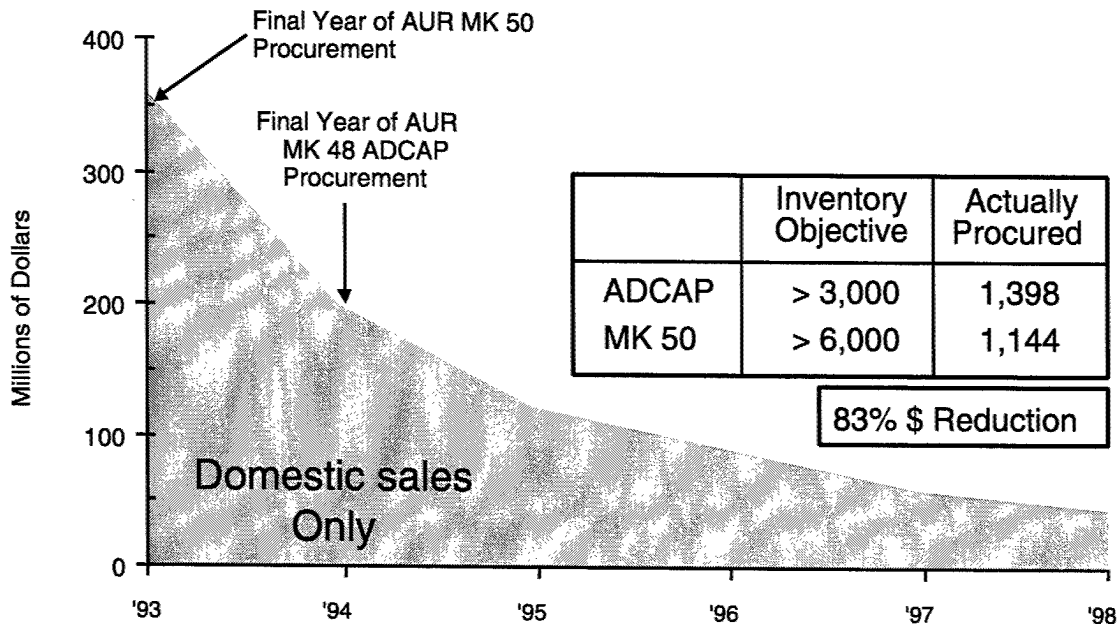 Final Year of AUR MK 50
Procurement
Final Year of AUR
MK 48 ADCAP
Procurement
Millions of Dollars
400
300
200
100
0
Inventory Objective
Actually Procured
ADCAP > 3,000 1,398
MK 50 > 6,000 1,144
83% $ Reduction
Domestic sales
Only
'93 '94 '95 '96 '97 '98